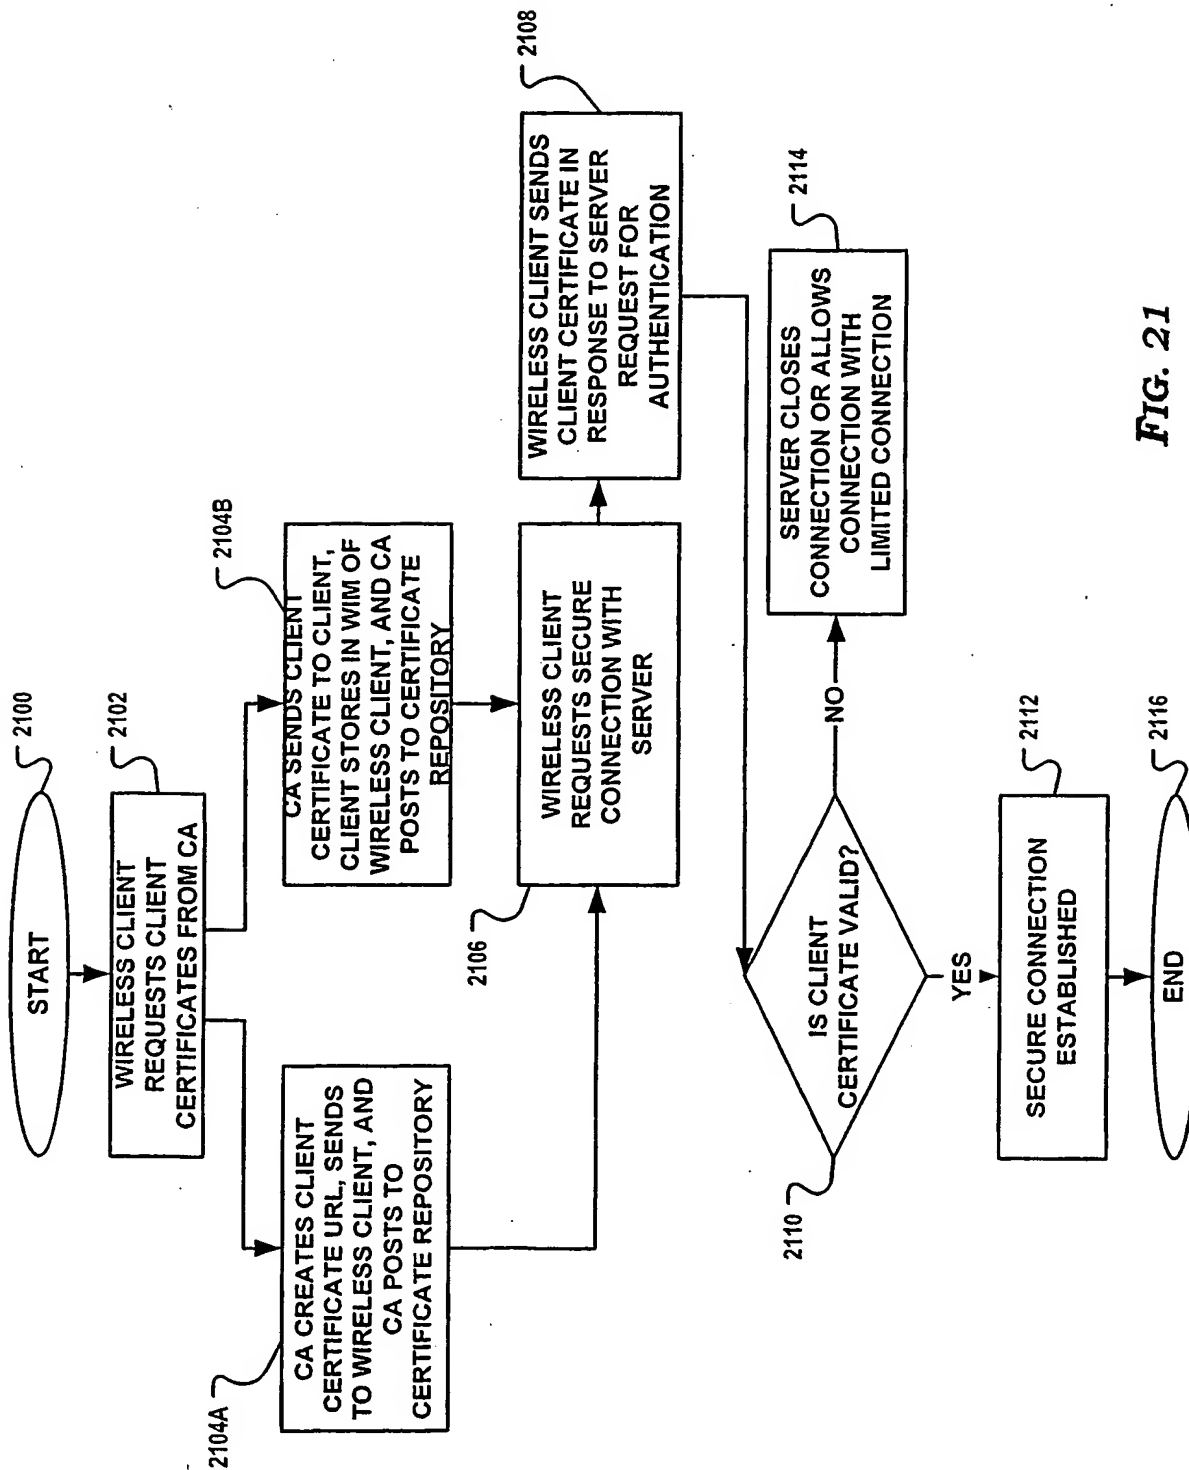 2100
START
2102
WIRELESS CLIENT
REQUESTS CLIENT
CERTIFICATES FROM CA
2104A
CA CREATES CLIENT
CERTIFICATE URL, SENDS
TO WIRELESS CLIENT, AND
CA POSTS TO
CERTIFICATE REPOSITORY
2104B
CA SENDS CLIENT
CERTIFICATE TO CLIENT,
CLIENT STORES IN WIM OF
WIRELESS CLIENT, AND CA
POSTS TO CERTIFICATE
REPOSITORY
2106
WIRELESS CLIENT
REQUESTS SECURE
CONNECTION WITH
SERVER
2108
WIRELESS CLIENT SENDS
CLIENT CERTIFICATE IN
RESPONSE TO SERVER
REQUEST FOR
AUTHENTICATION
2110
IS CLIENT
CERTIFICATE VALID?
NO
2114
SERVER CLOSES
CONNECTION OR ALLOWS
CONNECTION WITH
LIMITED CONNECTION
YES
2112
SECURE CONNECTION
ESTABLISHED
2116
END
FIG. 21